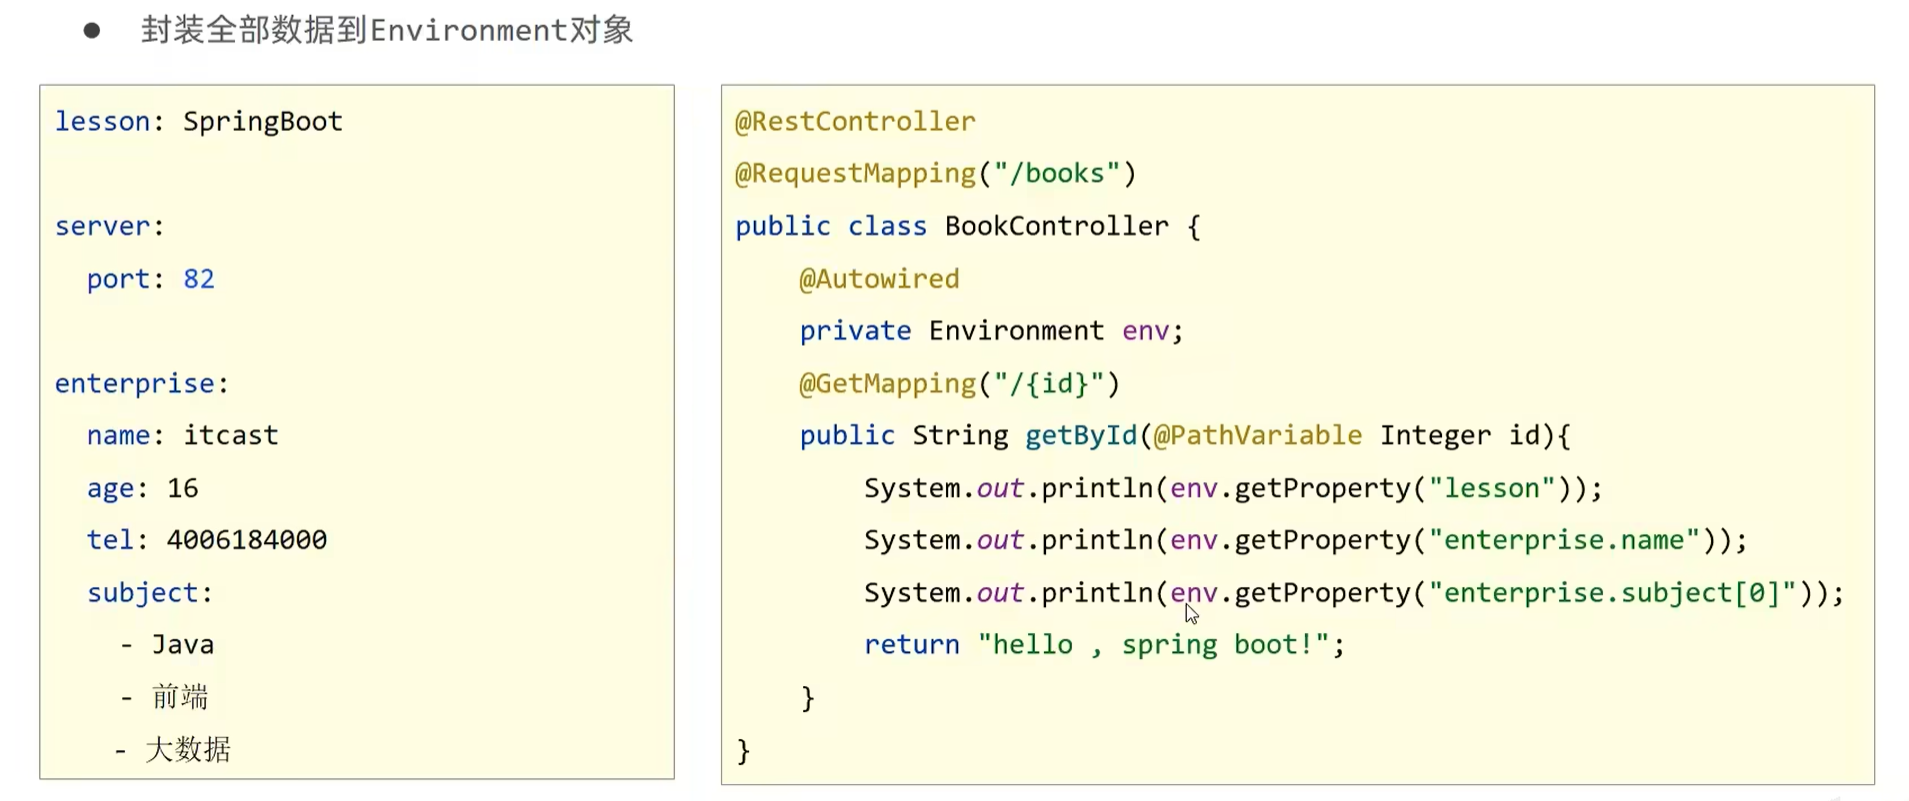 ● 封装全部数据到Environment对象
lesson: SpringBoot
server:
  port: 82
enterprise:
  name: itcast
  age: 16
  tel: 4006184000
  subject:
    - Java
    - 前端
    - 大数据
@RestController
@RequestMapping("/books")
public class BookController {
    @Autowired
    private Environment env;
    @GetMapping("/{id}")
    public String getById(@PathVariable Integer id){
        System.out.println(env.getProperty("lesson"));
        System.out.println(env.getProperty("enterprise.name"));
        System.out.println(env.getProperty("enterprise.subject[0]"));
        return "hello , spring boot!";
    }
}